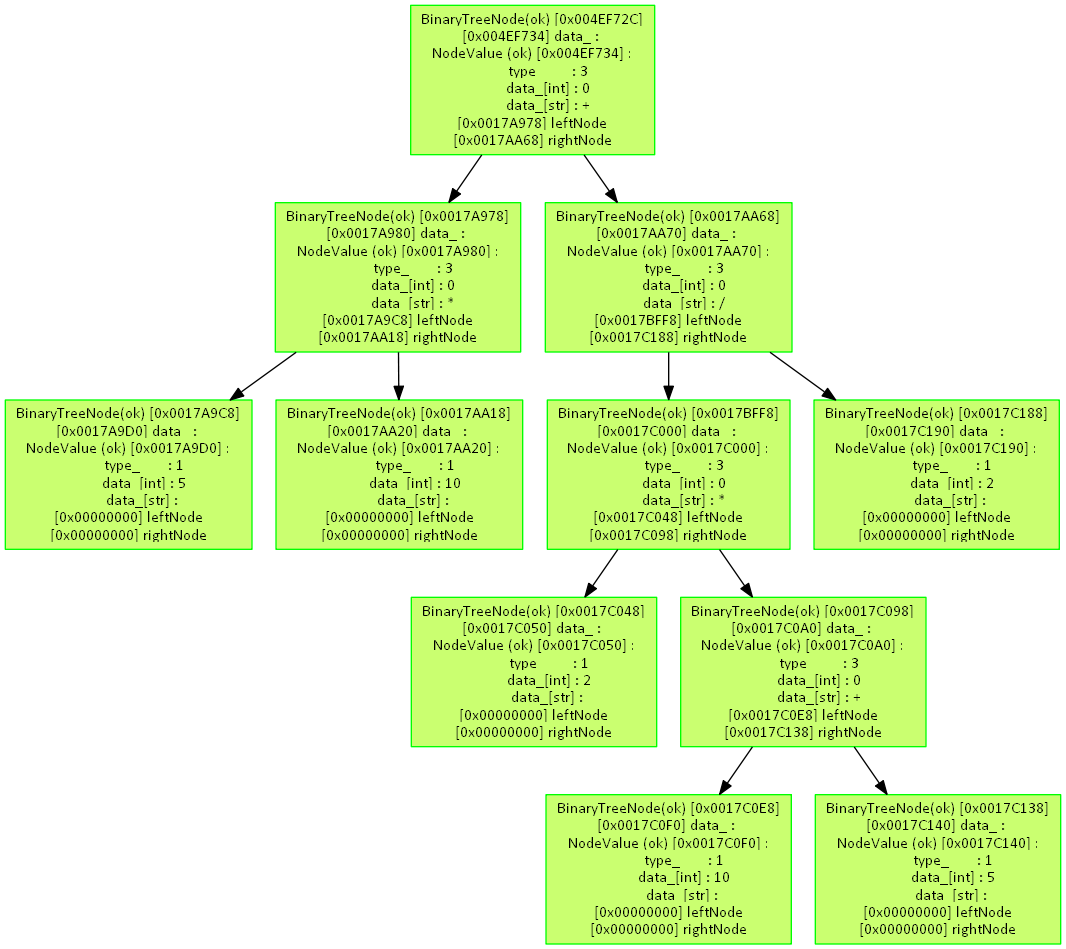 BinaryTreeNode(ok) [0x004EF72C]
[0x004EF734] data_ :
NodeValue (ok) [0x004EF734] :
type_ : 3
data_[int] : 0
data_[str] : +
[0x0017A978] leftNode
[0x0017AA68] rightNode
BinaryTreeNode(ok) [0x0017A978]
[0x0017A980] data_ :
NodeValue (ok) [0x0017A980] :
type_ : 3
data_[int] : 0
data_[str] : *
[0x0017A9C8] leftNode
[0x0017AA18] rightNode
BinaryTreeNode(ok) [0x0017AA68]
[0x0017AA70] data_ :
NodeValue (ok) [0x0017AA70] :
type_ : 3
data_[int] : 0
data_[str] : /
[0x0017BFF8] leftNode
[0x0017C188] rightNode
BinaryTreeNode(ok) [0x0017A9C8]
[0x0017A9D0] data_ :
NodeValue (ok) [0x0017A9D0] :
type_ : 1
data_[int] : 5
data_[str] :
[0x00000000] leftNode
[0x00000000] rightNode
BinaryTreeNode(ok) [0x0017AA18]
[0x0017AA20] data_ :
NodeValue (ok) [0x0017AA20] :
type_ : 1
data_[int] : 10
data_[str] :
[0x00000000] leftNode
[0x00000000] rightNode
BinaryTreeNode(ok) [0x0017BFF8]
[0x0017C000] data_ :
NodeValue (ok) [0x0017C000] :
type_ : 3
data_[int] : 0
data_[str] : *
[0x0017C048] leftNode
[0x0017C098] rightNode
BinaryTreeNode(ok) [0x0017C188]
[0x0017C190] data_ :
NodeValue (ok) [0x0017C190] :
type_ : 1
data_[int] : 2
data_[str] :
[0x00000000] leftNode
[0x00000000] rightNode
BinaryTreeNode(ok) [0x0017C048]
[0x0017C050] data_ :
NodeValue (ok) [0x0017C050] :
type_ : 1
data_[int] : 2
data_[str] :
[0x00000000] leftNode
[0x00000000] rightNode
BinaryTreeNode(ok) [0x0017C098]
[0x0017C0A0] data_ :
NodeValue (ok) [0x0017C0A0] :
type_ : 3
data_[int] : 0
data_[str] : +
[0x0017C0E8] leftNode
[0x0017C138] rightNode
BinaryTreeNode(ok) [0x0017C0E8]
[0x0017C0F0] data_ :
NodeValue (ok) [0x0017C0F0] :
type_ : 1
data_[int] : 10
data_[str] :
[0x00000000] leftNode
[0x00000000] rightNode
BinaryTreeNode(ok) [0x0017C138]
[0x0017C140] data_ :
NodeValue (ok) [0x0017C140] :
type_ : 1
data_[int] : 5
data_[str] :
[0x00000000] leftNode
[0x00000000] rightNode